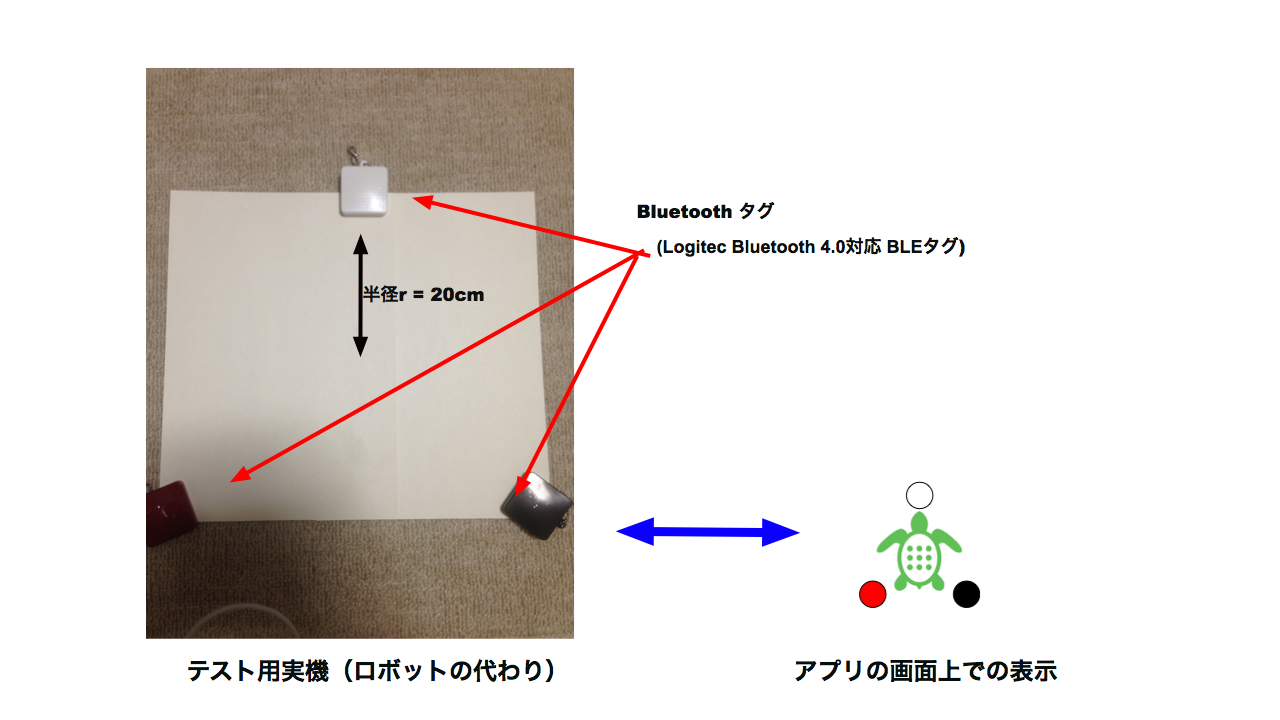 Bluetooth タグ
(Logitec Bluetooth 4.0対応 BLEタグ)
半径r = 20cm
テスト用実機（ロボットの代わり）
アプリの画面上での表示